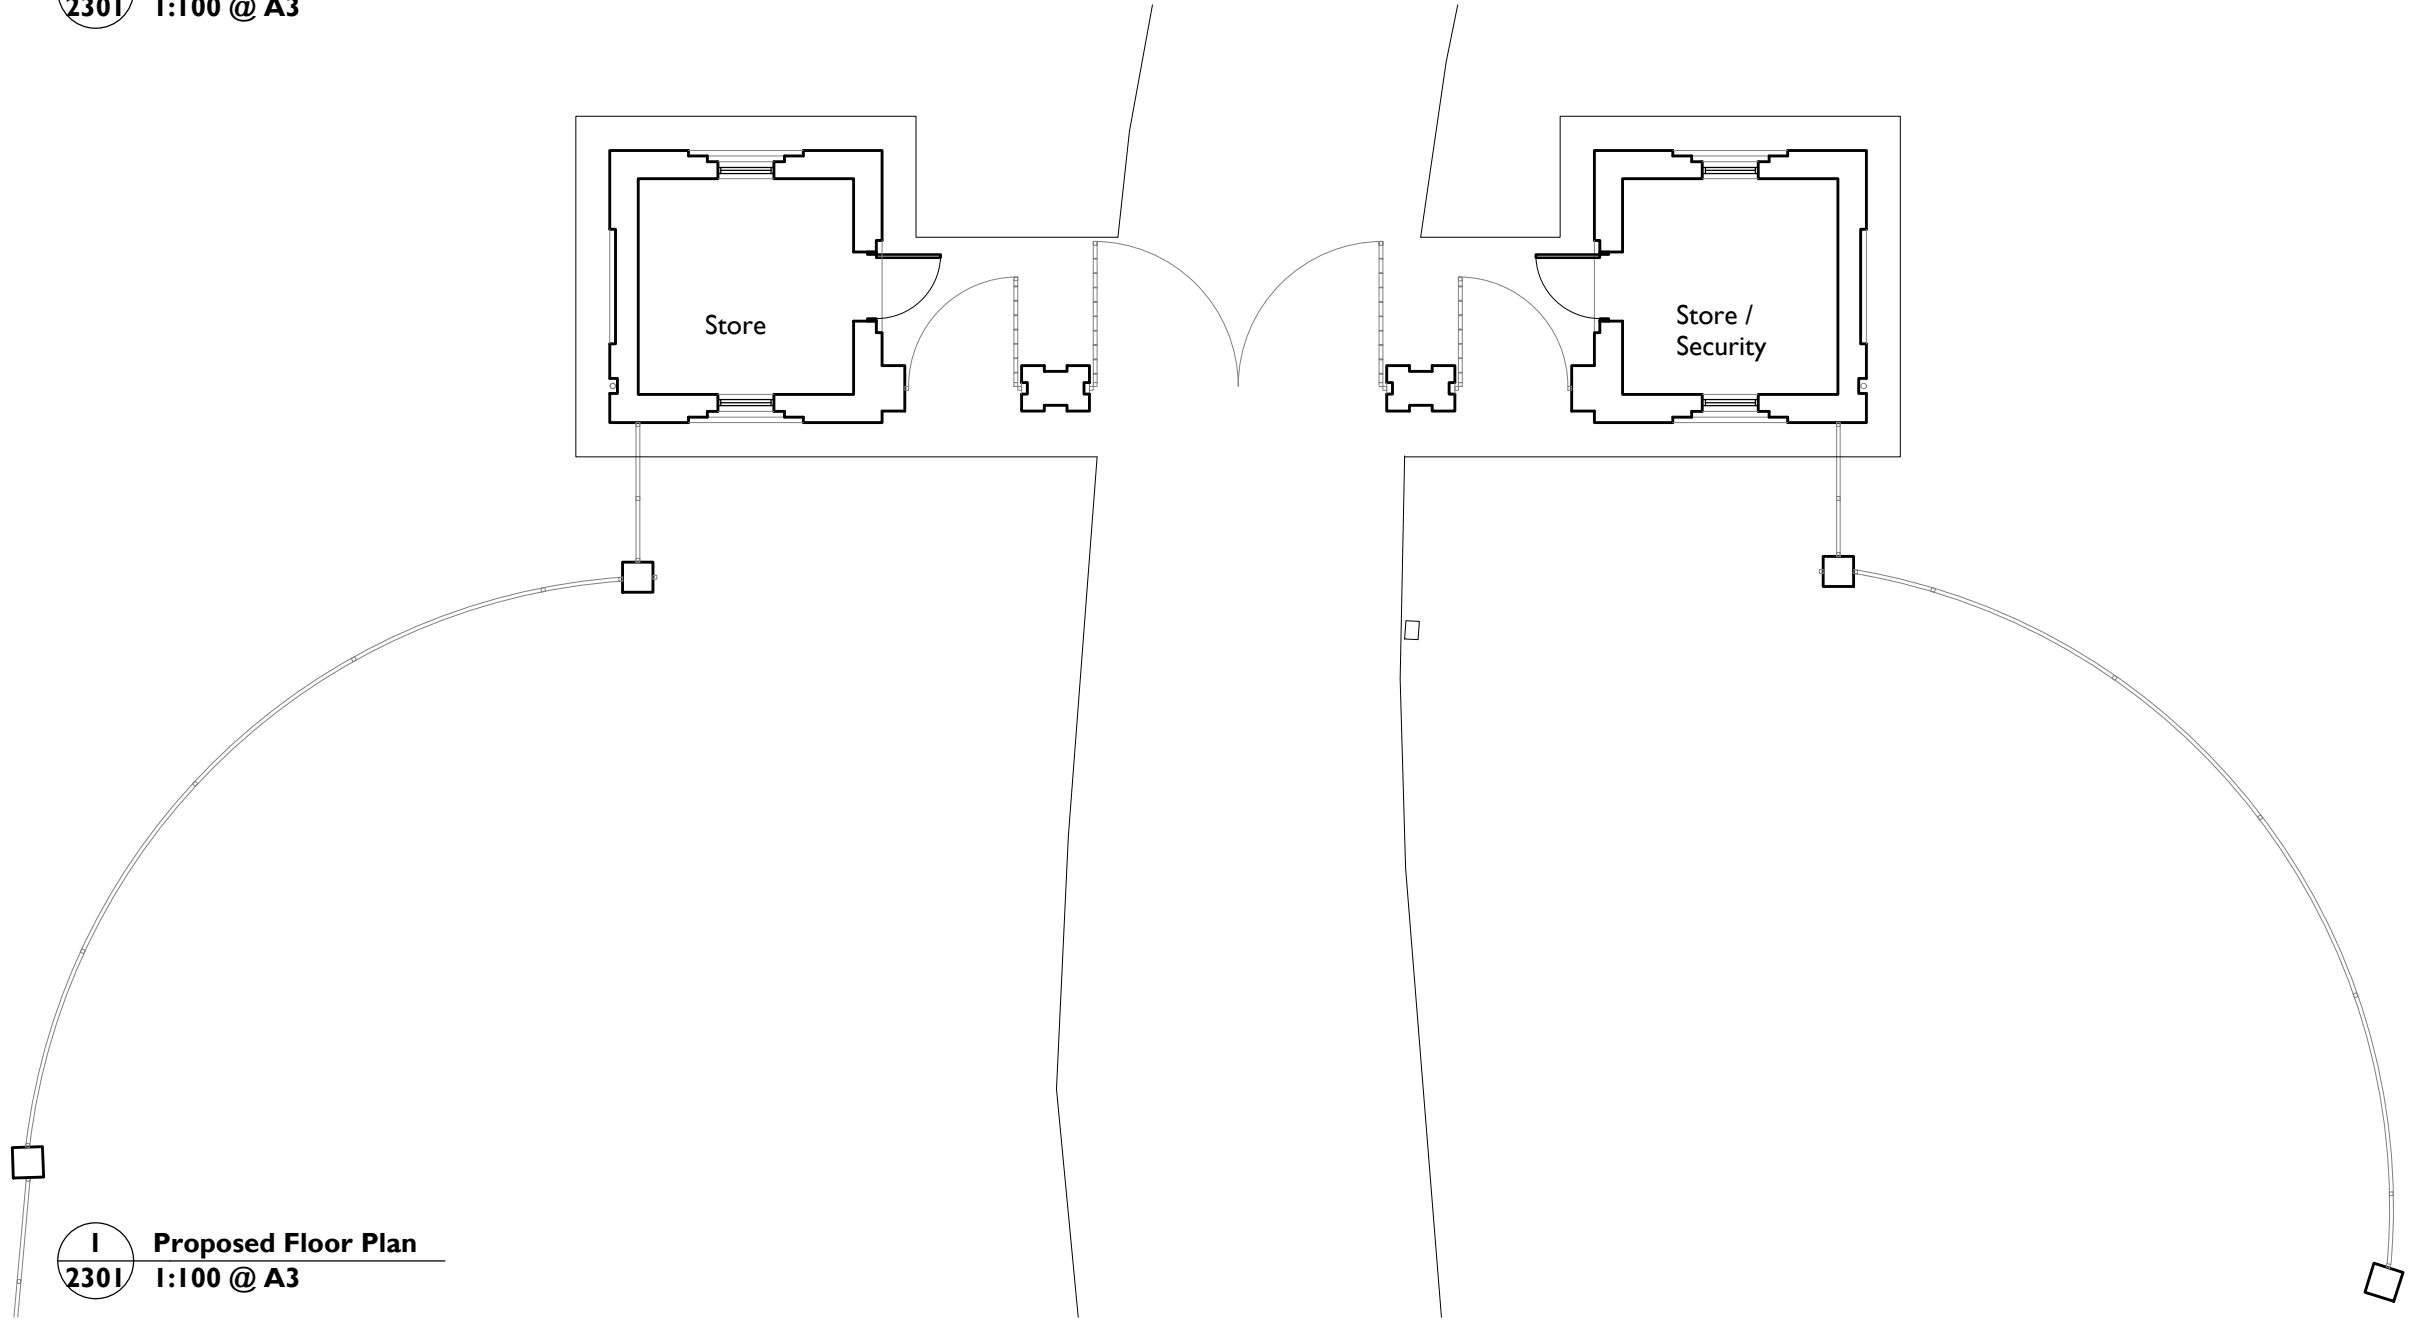 2301 1:100 @ A3
Store
Store /
Security
1 Proposed Floor Plan
2301 1:100 @ A3